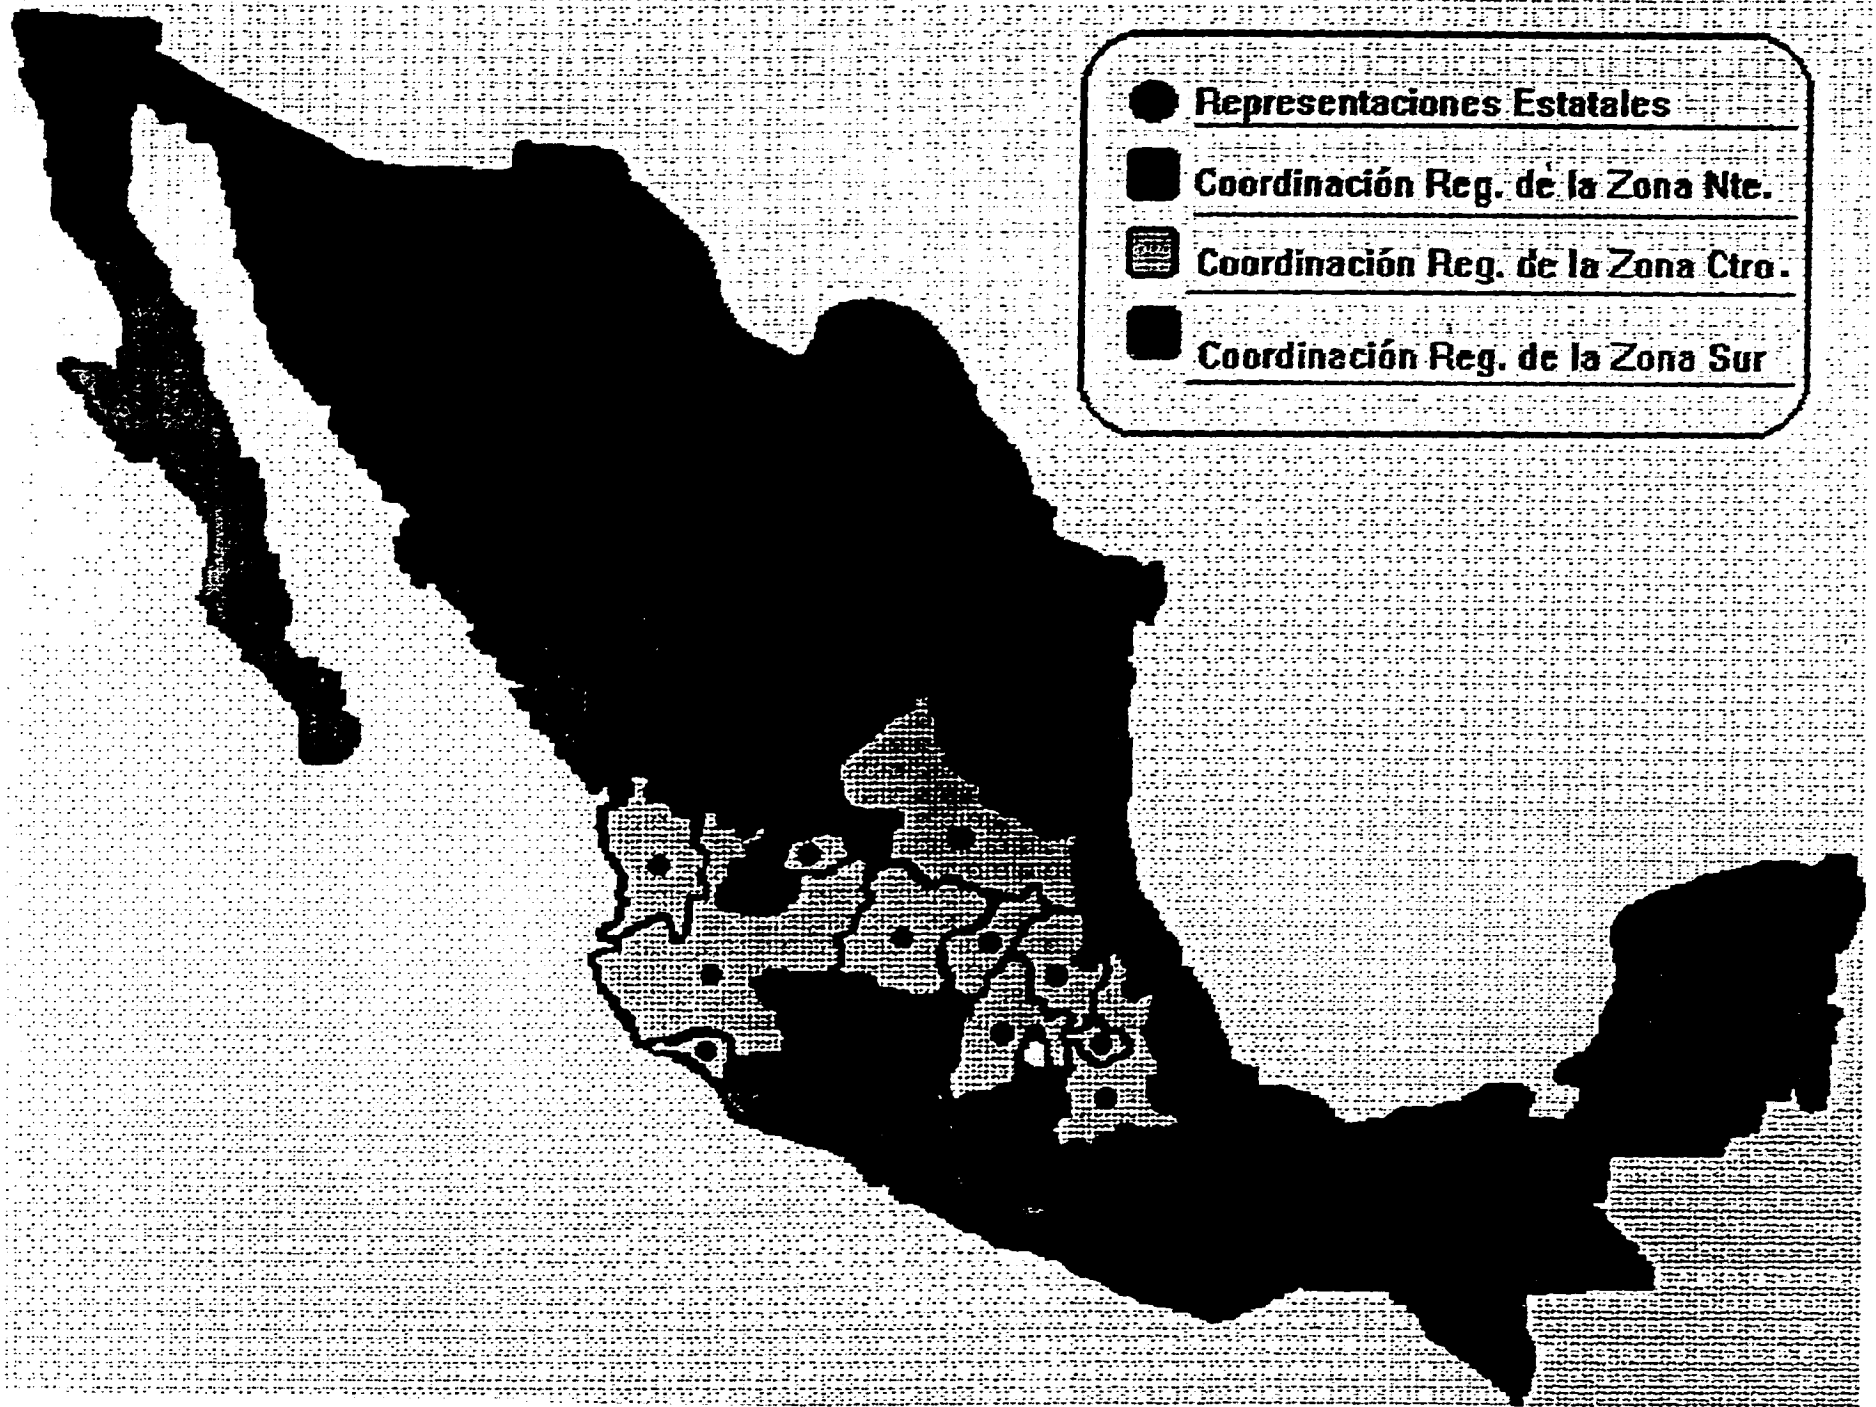 Representaciones Estatales
Coordinación Reg. de la Zona Nte.
Coordinación Reg. de la Zona Ctro.
Coordinación Reg. de la Zona Sur